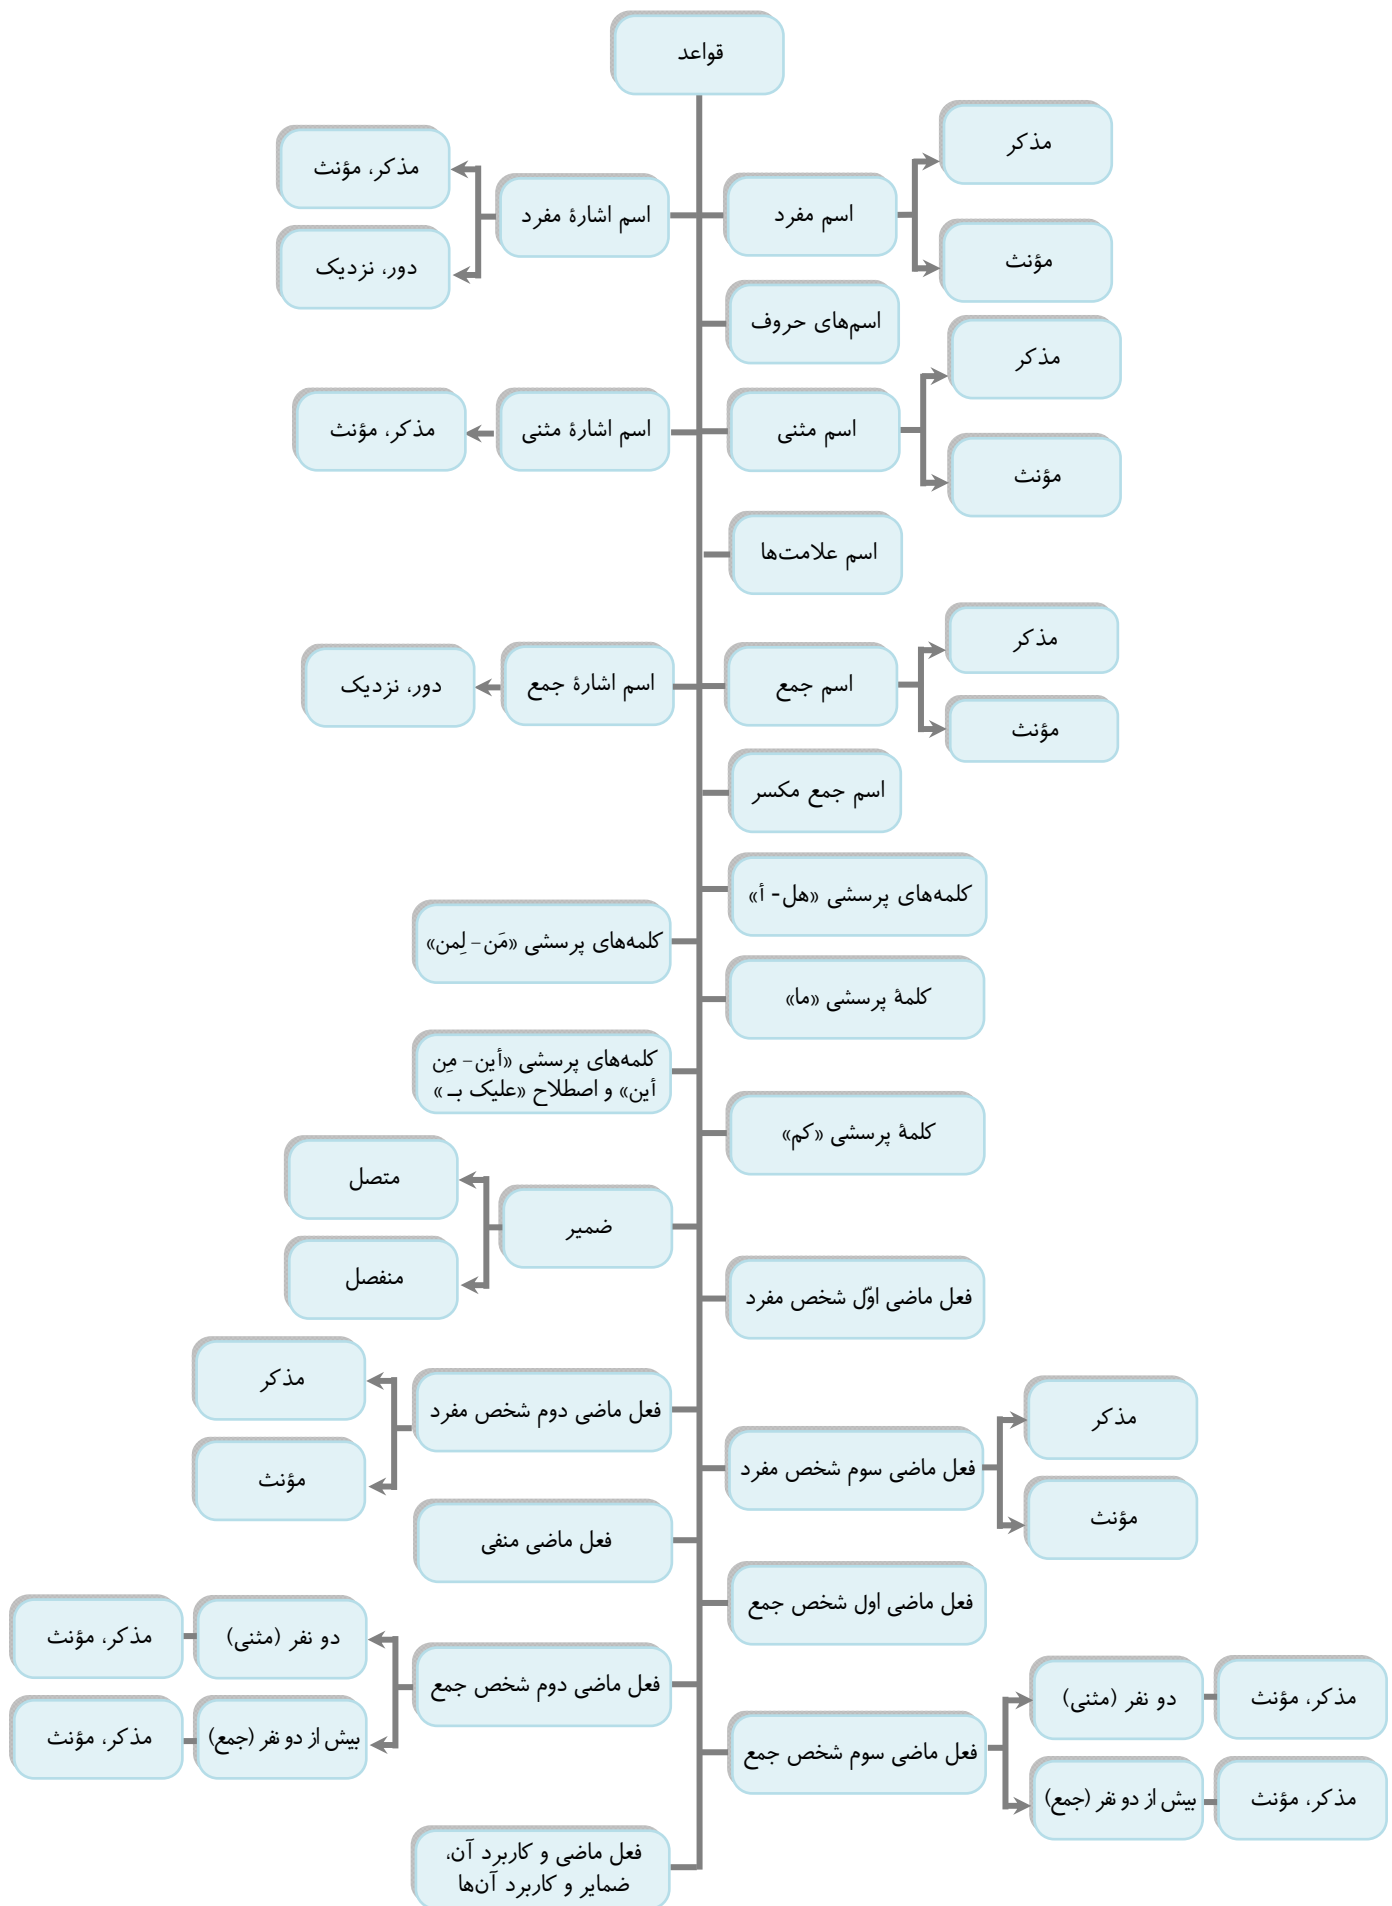 قواعد
مذکر
اسم مفرد
مؤنث
اسم اشارۀ مفرد
مذکر، مؤنث
دور، نزدیک
اسم‌های حروف
مذکر
اسم مثنی
مؤنث
اسم اشارۀ مثنی
مذکر، مؤنث
اسم علامت‌ها
مذکر
اسم جمع
مؤنث
اسم اشارۀ جمع
دور، نزدیک
اسم جمع مکسر
کلمه‌های پرسشی «هل- أ»
کلمه‌های پرسشی «مَن- لِمن»
کلمۀ پرسشی «ما»
کلمه‌های پرسشی «أین- مِن
أین» و اصطلاح «علیک بـ »
کلمۀ پرسشی «کم»
ضمیر
متصل
منفصل
فعل ماضی اوّل شخص مفرد
فعل ماضی دوم شخص مفرد
مذکر
مؤنث
فعل ماضی سوم شخص مفرد
مذکر
مؤنث
فعل ماضی منفی
فعل ماضی اول شخص جمع
فعل ماضی دوم شخص جمع
دو نفر (مثنی)
مذکر، مؤنث
بیش از دو نفر (جمع)
مذکر، مؤنث
فعل ماضی سوم شخص جمع
دو نفر (مثنی)
مذکر، مؤنث
بیش از دو نفر (جمع)
مذکر، مؤنث
فعل ماضی و کاربرد آن،
ضمایر و کاربرد آن‌ها